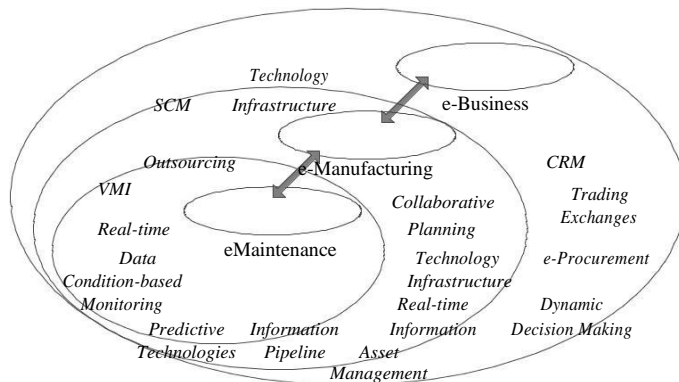 Technology
e-Business
SCM Infrastructure
Outsourcing
e-Manufacturing
CRM
VMI
Collaborative
Trading
Exchanges
Real-time
Planning
eMaintenance
Data
Technology
e-Procurement
Condition-based
Infrastructure
Monitoring
Real-time
Dynamic
Predictive
Information
Information
Decision Making
Technologies
Pipeline
Asset
Management